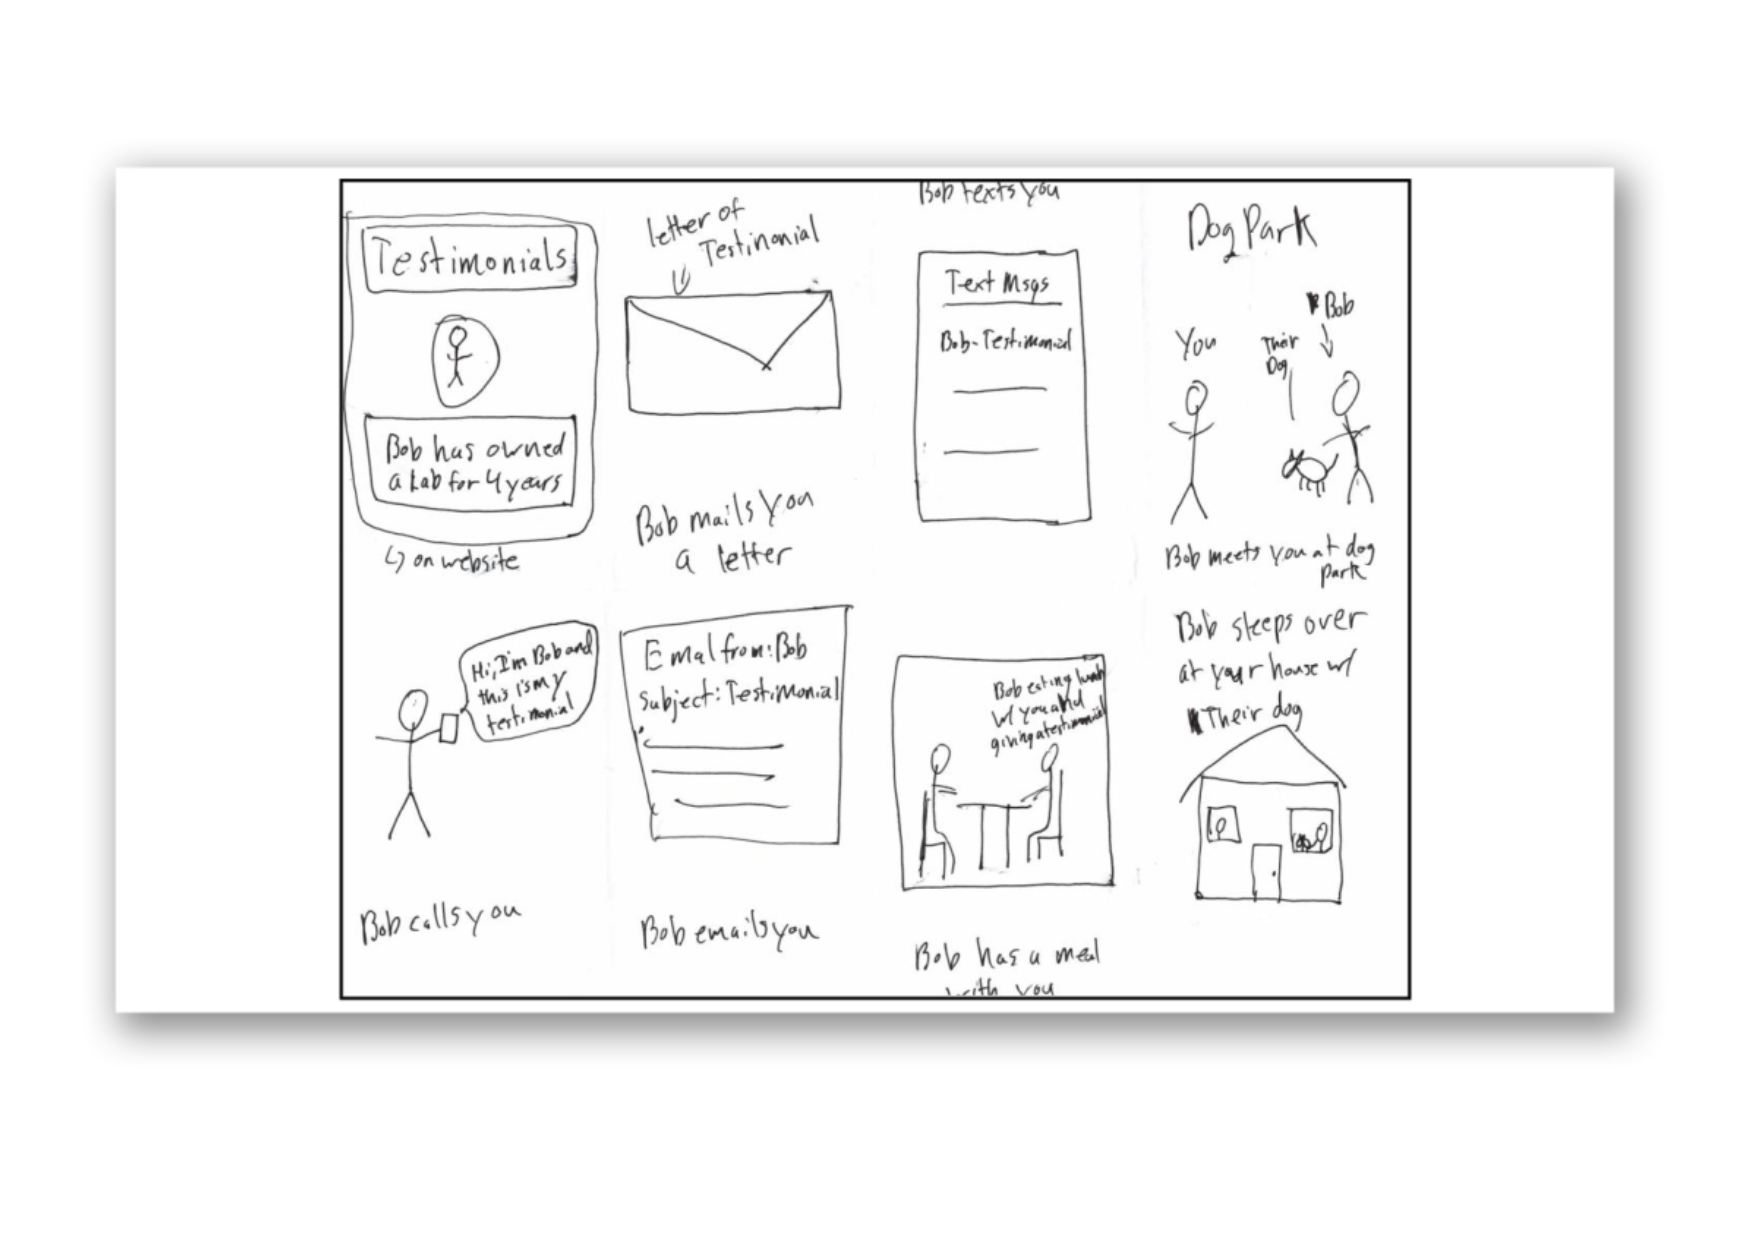 Testimonials
Bob has owned
a Lab for 4 years
↳ on website
letter of
Testinonial
Bob mails you
a letter
Bob texts you
Text Msgs
Bob-Testimonial
Dog Park
Bob
You
Their
Dog
Bob meets you at dog
park
Hi, I'm Bob and
this is my
testimonial
Bob calls you
Email from: Bob
Subject: Testimonial
Bob emails you
Bob eating lunch
w/ you and
giving a testimonial
Bob has a meal
with you
Bob sleeps over
at your house w/
Their dog